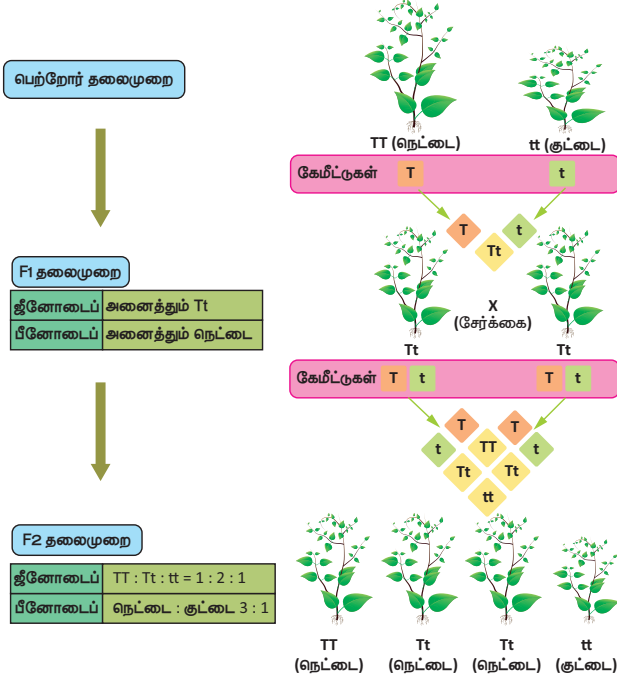 பெற்றோர் தலைமுறை
TT (நெட்டை)
tt (குட்டை)
கேமீட்டுகள் T t
T t
Tt
F1 தலைமுறை
ஜீனோடைப் அனைத்தும் Tt
பீனோடைப் அனைத்தும் நெட்டை
X
(சேர்க்கை)
Tt Tt
கேமீட்டுகள் T t T t
T T
t TT t
Tt Tt
tt
F2 தலைமுறை
ஜீனோடைப் TT : Tt : tt = 1 : 2 : 1
பீனோடைப் நெட்டை : குட்டை 3 : 1
TT Tt Tt tt
(நெட்டை) (நெட்டை) (நெட்டை) (குட்டை)